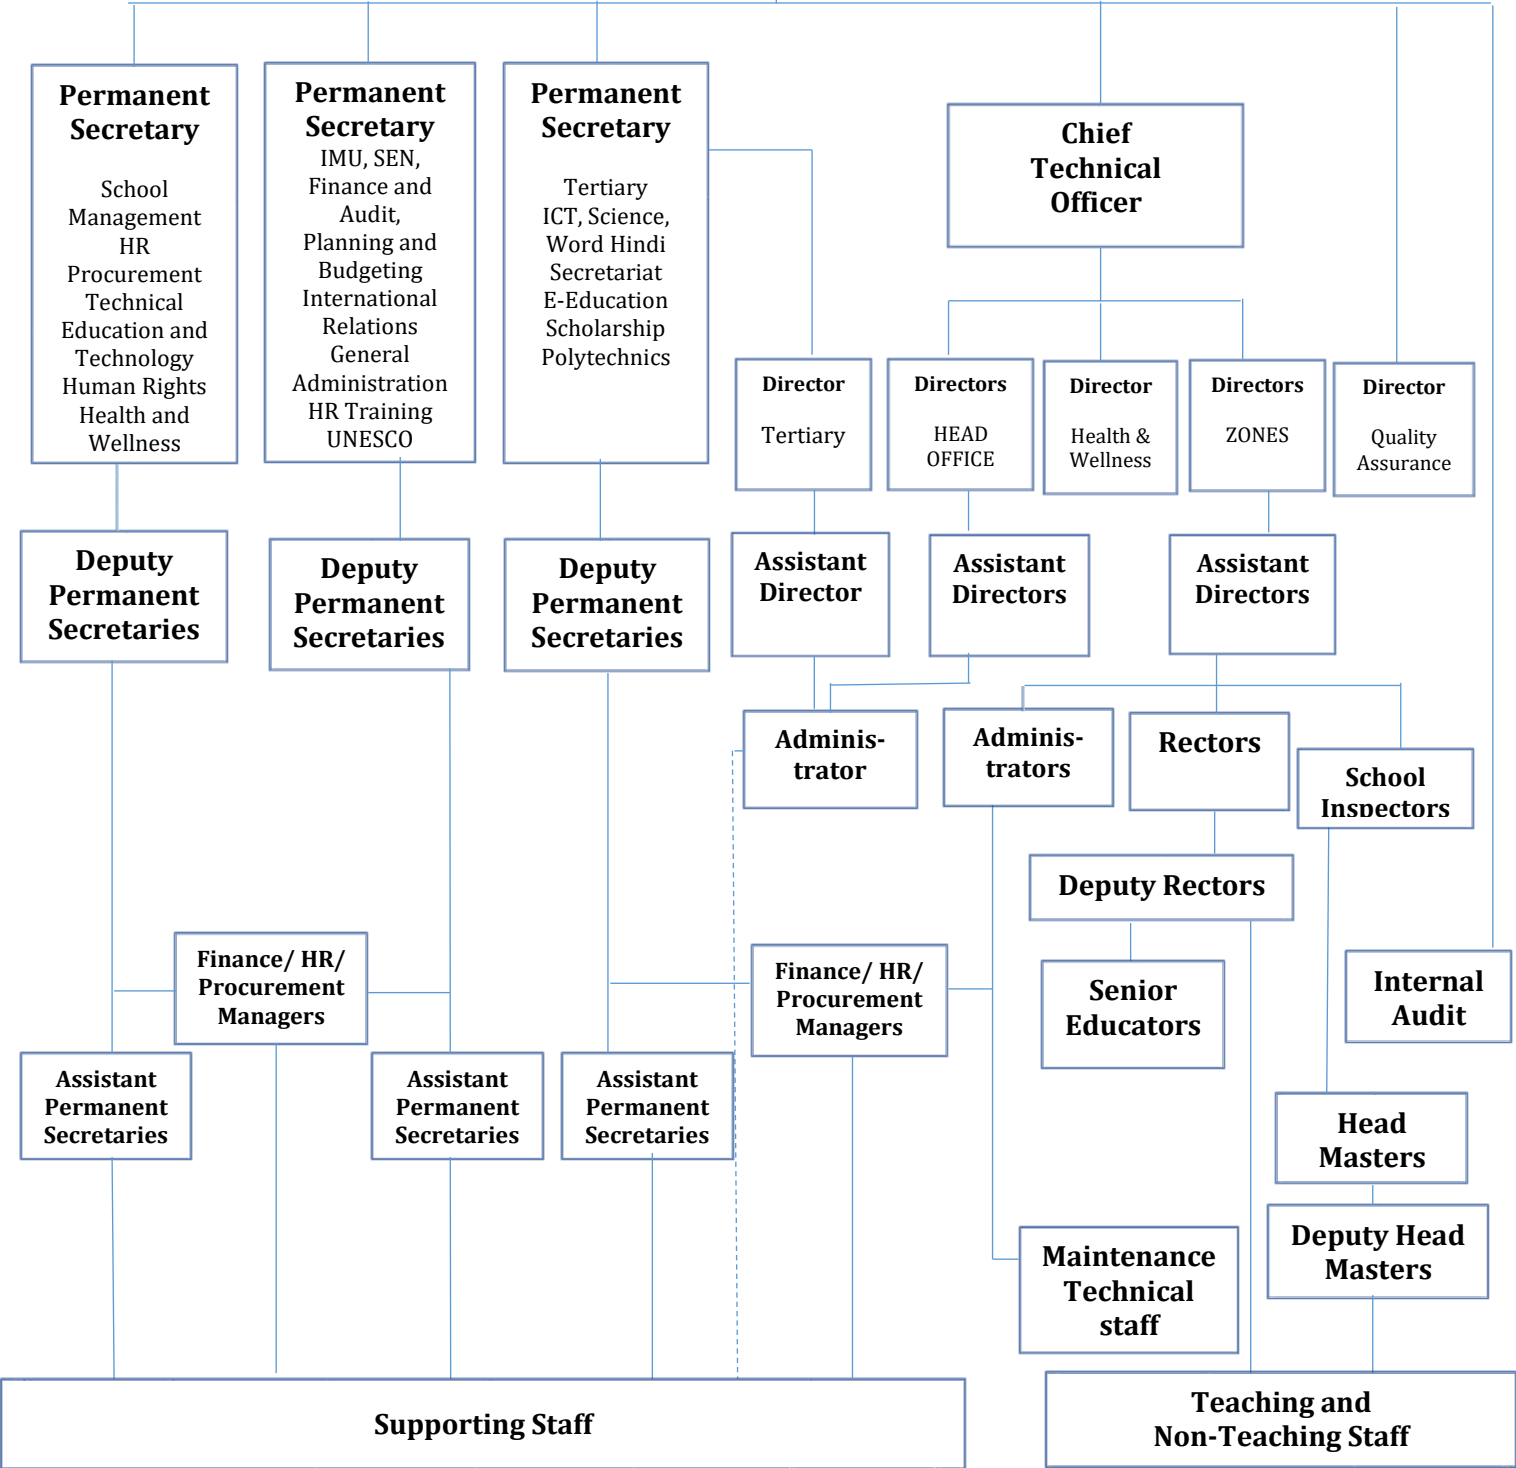 Permanent
Secretary
School
Management
HR
Procurement
Technical
Education and
Technology
Human Rights
Health and
Wellness
Permanent
Secretary
IMU, SEN,
Finance and
Audit,
Planning and
Budgeting
International
Relations
General
Administration
HR Training
UNESCO
Permanent
Secretary
Tertiary
ICT, Science,
Word Hindi
Secretariat
E-Education
Scholarship
Polytechnics
Chief
Technical
Officer
Director
Tertiary
Directors
HEAD
OFFICE
Director
Health &
Wellness
Directors
ZONES
Director
Quality
Assurance
Deputy
Permanent
Secretaries
Deputy
Permanent
Secretaries
Deputy
Permanent
Secretaries
Assistant
Director
Assistant
Directors
Assistant
Directors
Adminis-
trator
Adminis-
trators
Rectors
School
Inspectors
Deputy Rectors
Finance/ HR/
Procurement
Managers
Finance/ HR/
Procurement
Managers
Senior
Educators
Internal
Audit
Assistant
Permanent
Secretaries
Assistant
Permanent
Secretaries
Assistant
Permanent
Secretaries
Head
Masters
Deputy Head
Masters
Maintenance
Technical
staff
Supporting Staff
Teaching and
Non-Teaching Staff